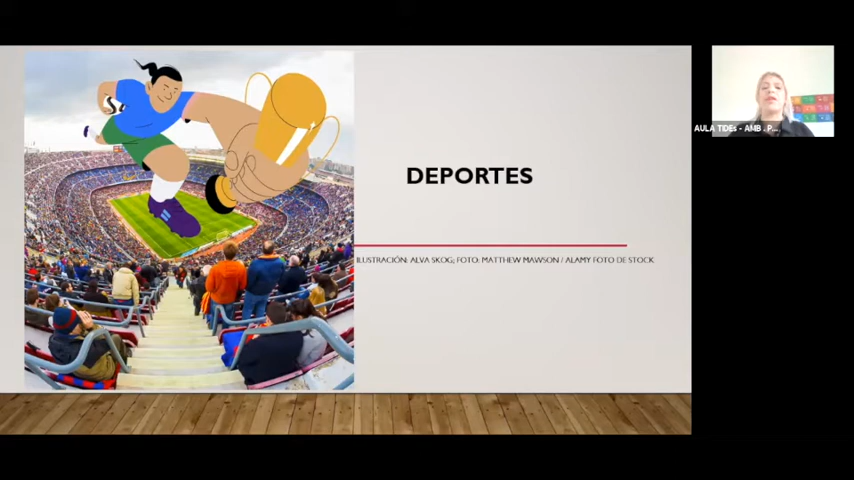 DEPORTES
ILUSTRACIÓN: ALVA SKOG; FOTO: MATTHEW MAWSON / ALAMY FOTO DE STOCK
AULA TIDEs - AMB . P...